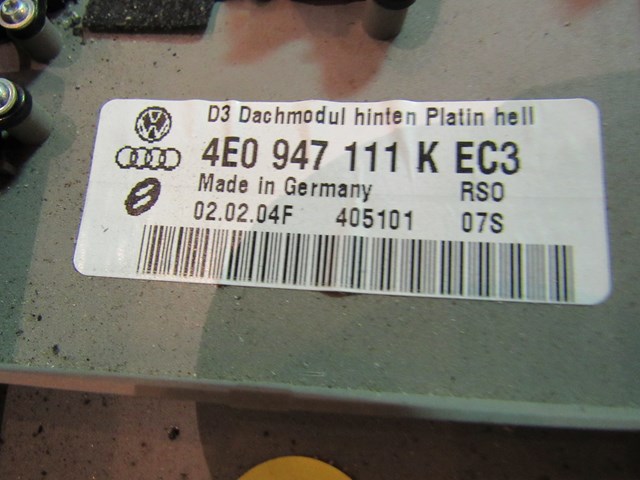 D3 Dachmodul hinten Platin hell
4E0 947 111 K EC3
Made in Germany RSO
02.02.04F 405101 07S